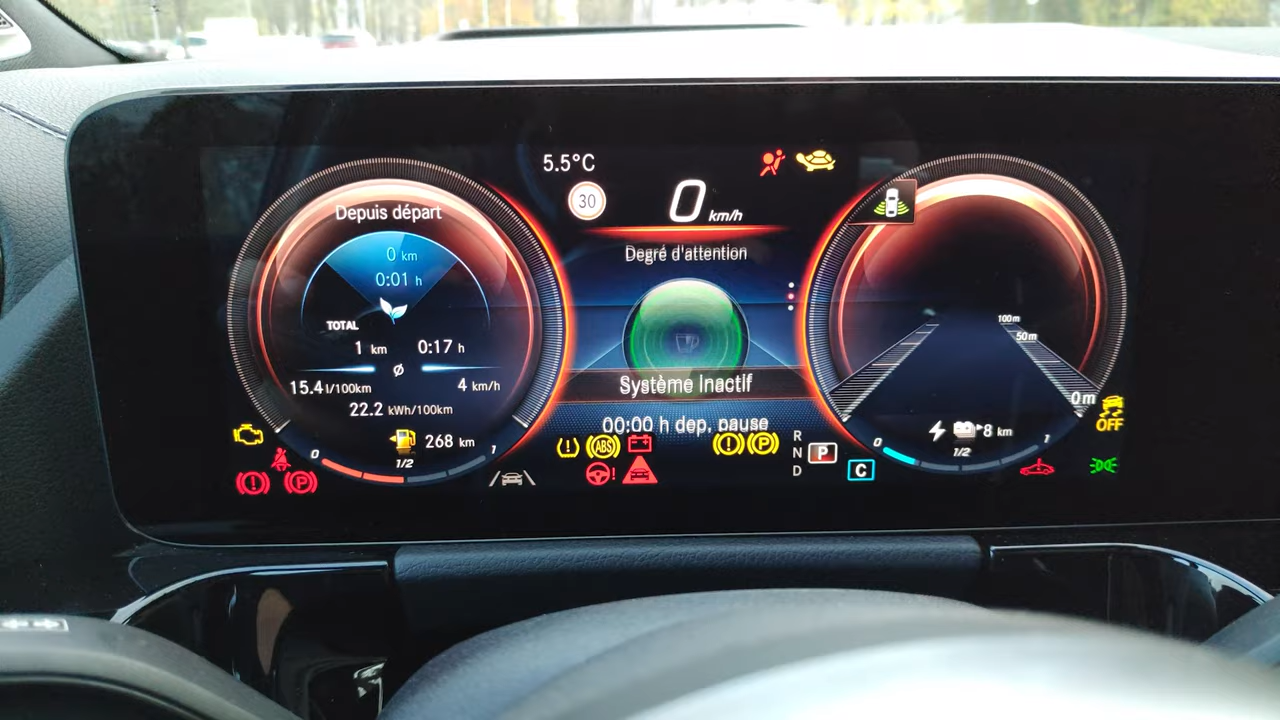 5.5°C
30
0 km/h
Depuis départ
0 km
0:01 h
TOTAL
1 km 0:17 h
Ø
15.4 l/100km 4 km/h
22.2 kWh/100km
268 km
0 1/2 1
Degré d'attention
Système Inactif
00:00 h dep. pause
ABS
R
N
P
D
C
100m
50m
0m
8 km
0 1/2 1
OFF